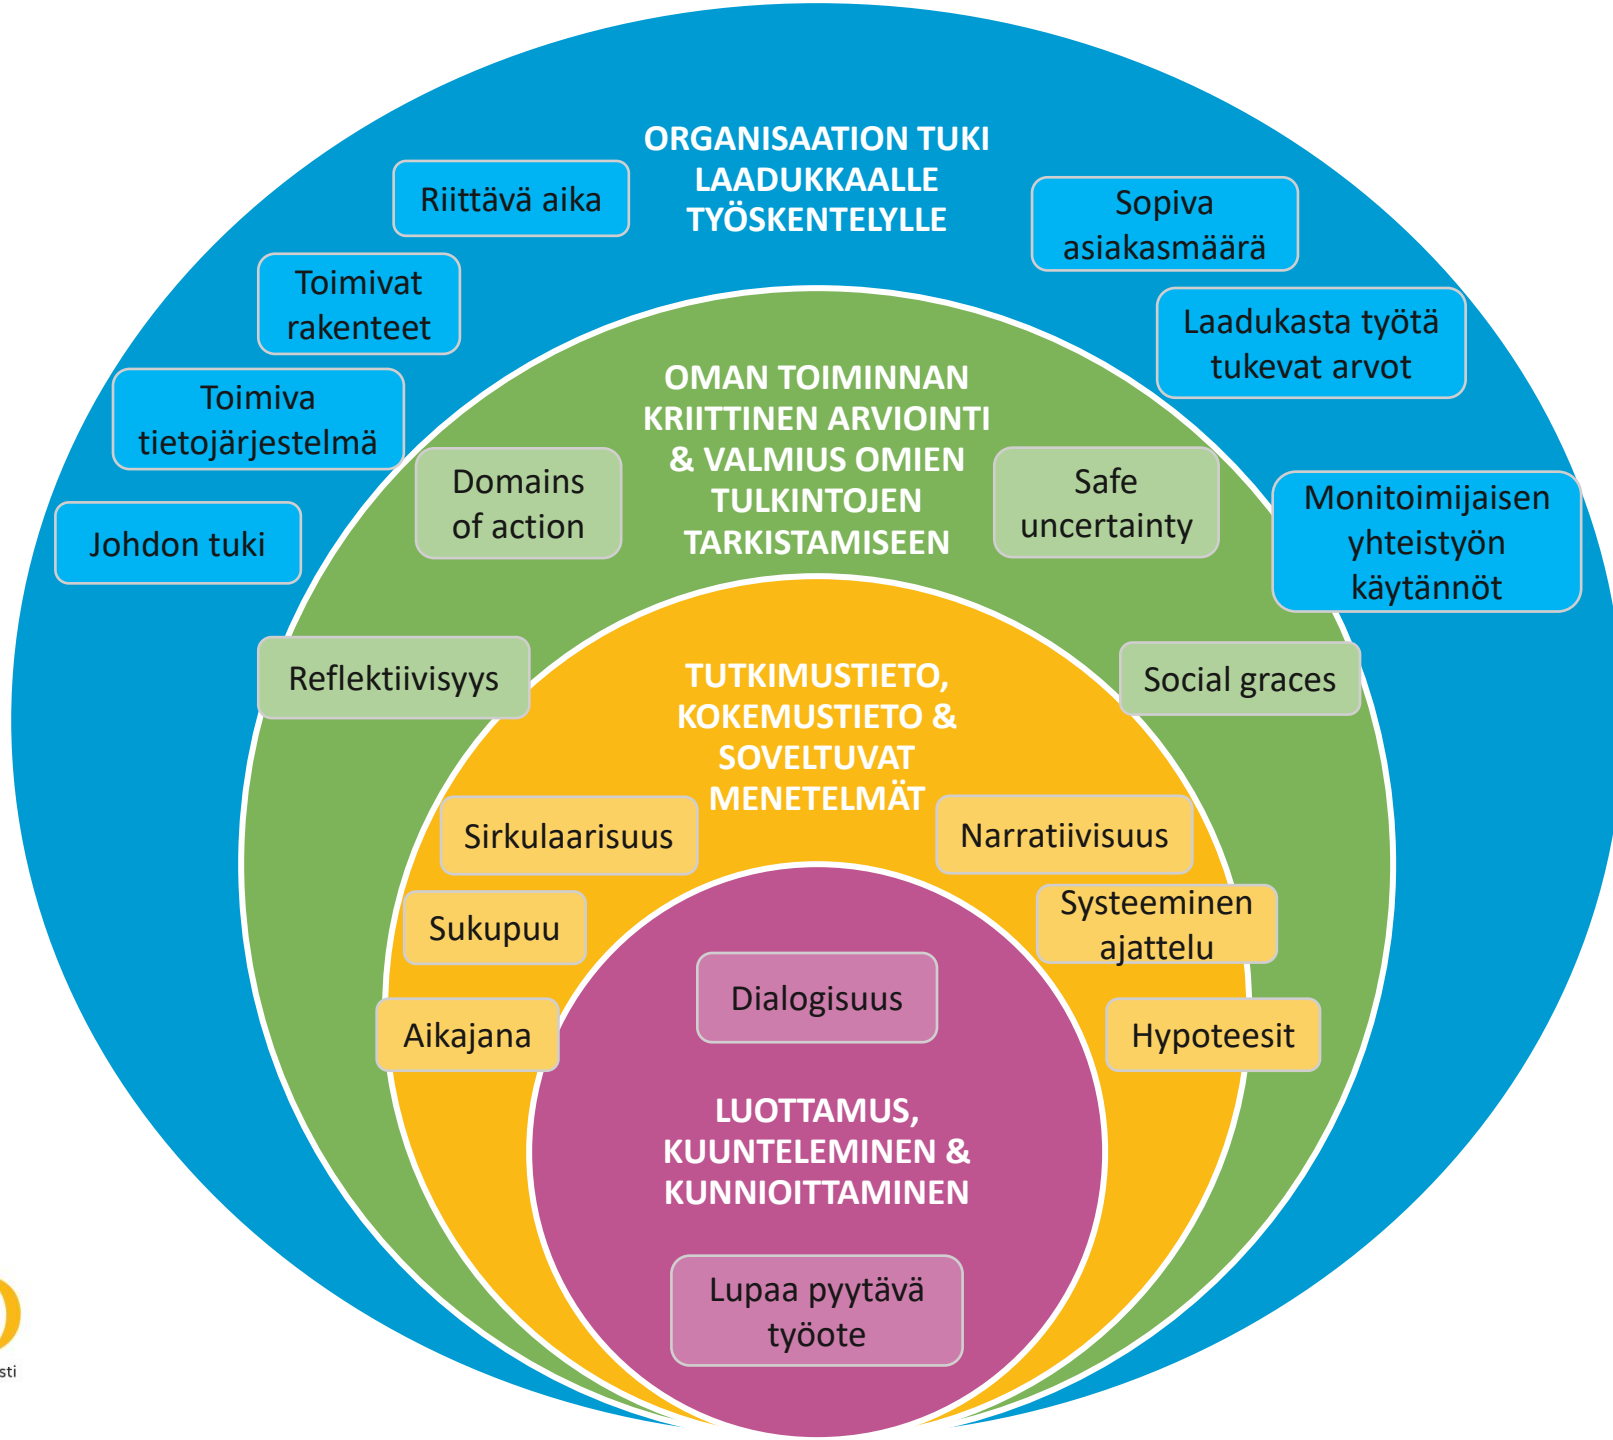 ORGANISAATION TUKI
LAADUKKAALLE
TYÖSKENTELYLLE
Riittävä aika
Sopiva
asiakasmäärä
Toimivat
rakenteet
Laadukasta työtä
tukevat arvot
Toimiva
tietojärjestelmä
Johdon tuki
Monitoimijaisen
yhteistyön
käytännöt
OMAN TOIMINNAN
KRIITTINEN ARVIOINTI
& VALMIUS OMIEN
TULKINTOJEN
TARKISTAMISEEN
Domains
of action
Safe
uncertainty
Reflektiivisyys
Social graces
TUTKIMUSTIETO,
KOKEMUSTIETO &
SOVELTUVAT
MENETELMÄT
Sirkulaarisuus
Narratiivisuus
Sukupuu
Systeeminen
ajattelu
Aikajana
Hypoteesit
Dialogisuus
LUOTTAMUS,
KUUNTELEMINEN &
KUNNIOITTAMINEN
Lupaa pyytävä
työote
sti